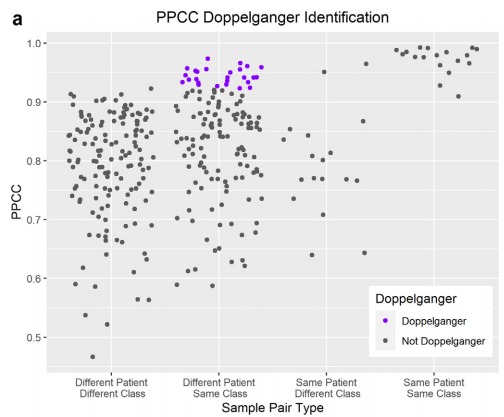 a
PPCC Doppelganger Identification
1.0
0.9
0.8
0.7
0.6
0.5
PPCC
Doppelganger
Doppelganger
Not Doppelganger
Different Patient
Different Class
Different Patient
Same Class
Same Patient
Different Class
Same Patient
Same Class
Sample Pair Type